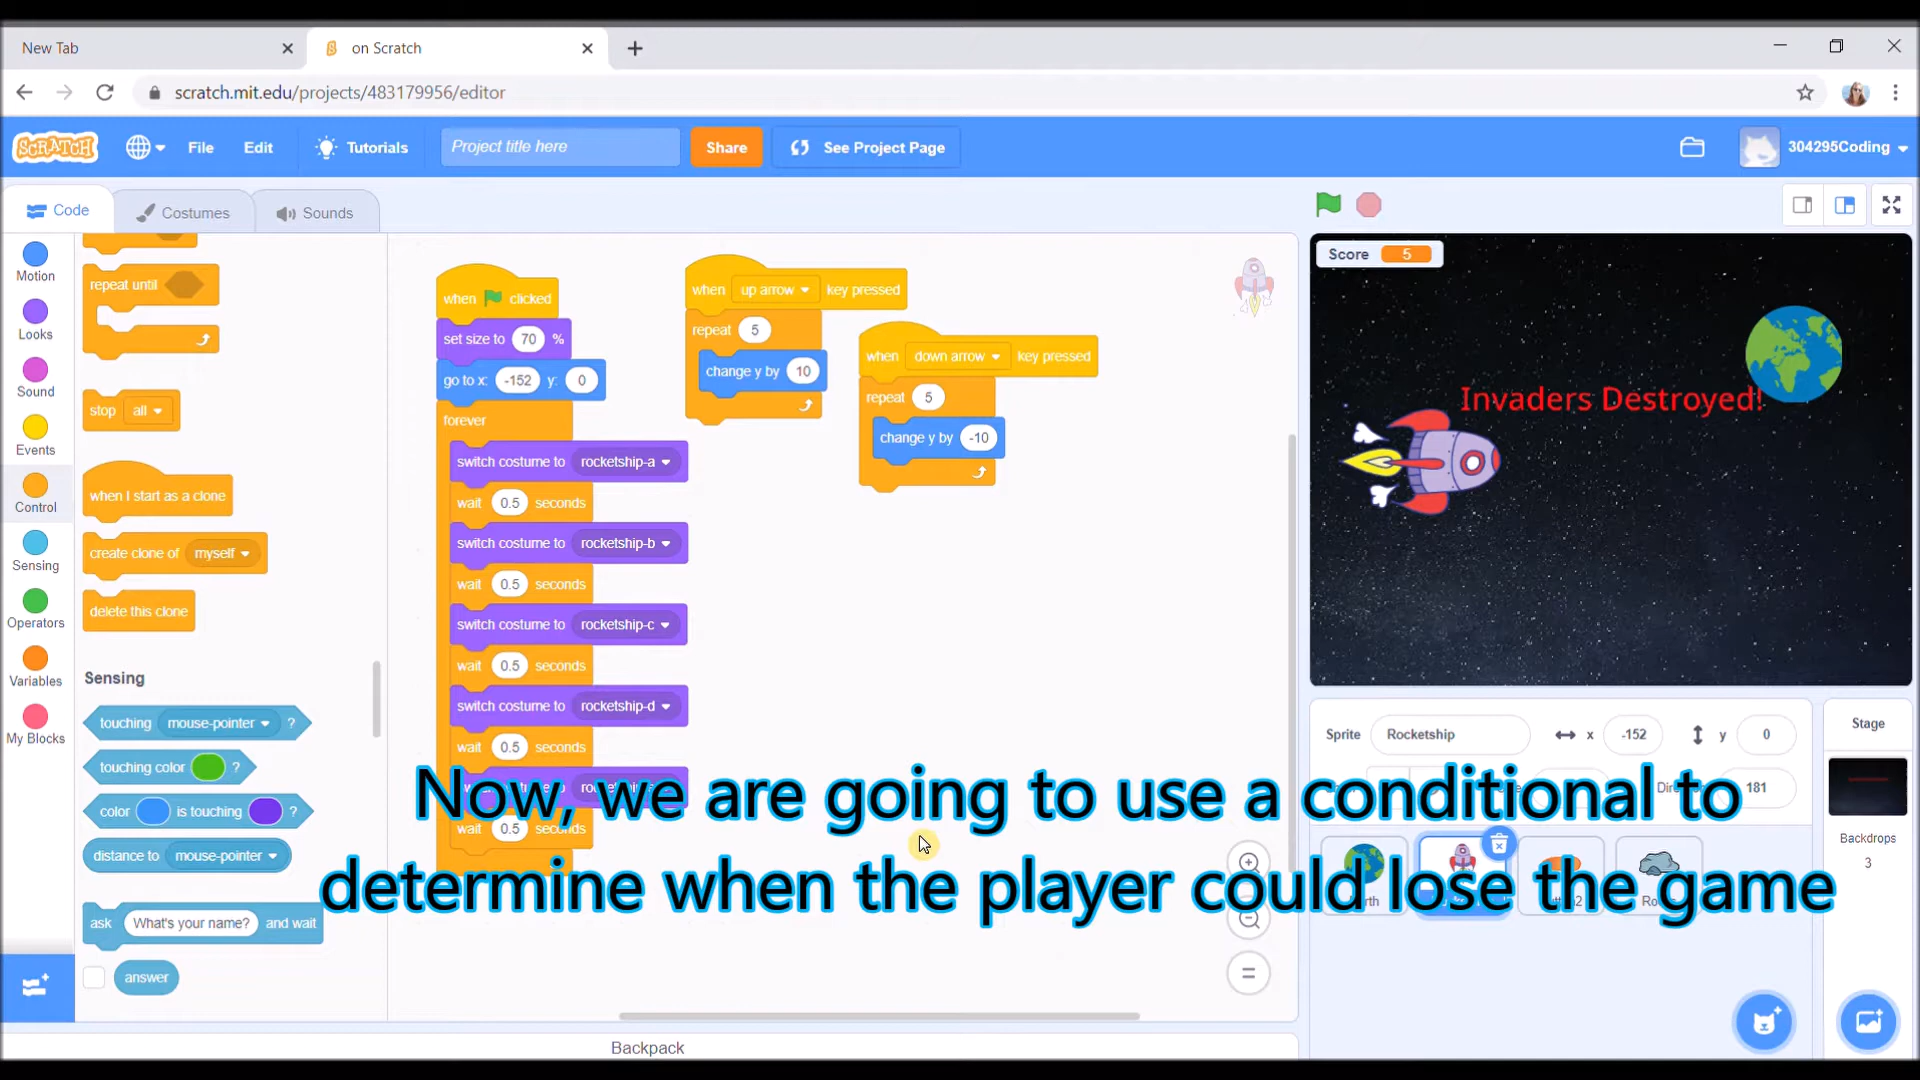 New Tab
on Scratch
scratch.mit.edu/projects/483179956/editor
SCRATCH
File
Edit
Tutorials
Project title here
Share
See Project Page
304295Coding
Code
Costumes
Sounds
Motion
Looks
Sound
Events
Control
Sensing
Operators
Variables
My Blocks
repeat until
stop all
when I start as a clone
create clone of myself
delete this clone
Sensing
touching mouse-pointer ?
touching color ?
color is touching ?
distance to mouse-pointer
ask What's your name? and wait
answer
when clicked
set size to 70 %
go to x: -152 y: 0
forever
switch costume to rocketship-a
wait 0.5 seconds
switch costume to rocketship-b
wait 0.5 seconds
switch costume to rocketship-c
wait 0.5 seconds
switch costume to rocketship-d
wait 0.5 seconds
wait 0.5 seconds
when up arrow key pressed
repeat 5
change y by 10
when down arrow key pressed
repeat 5
change y by -10
Score 5
Invaders Destroyed!
Sprite Rocketship x -152 y 0
181
Stage
Backdrops
3
Now, we are going to use a conditional to
determine when the player could lose the game
Backpack